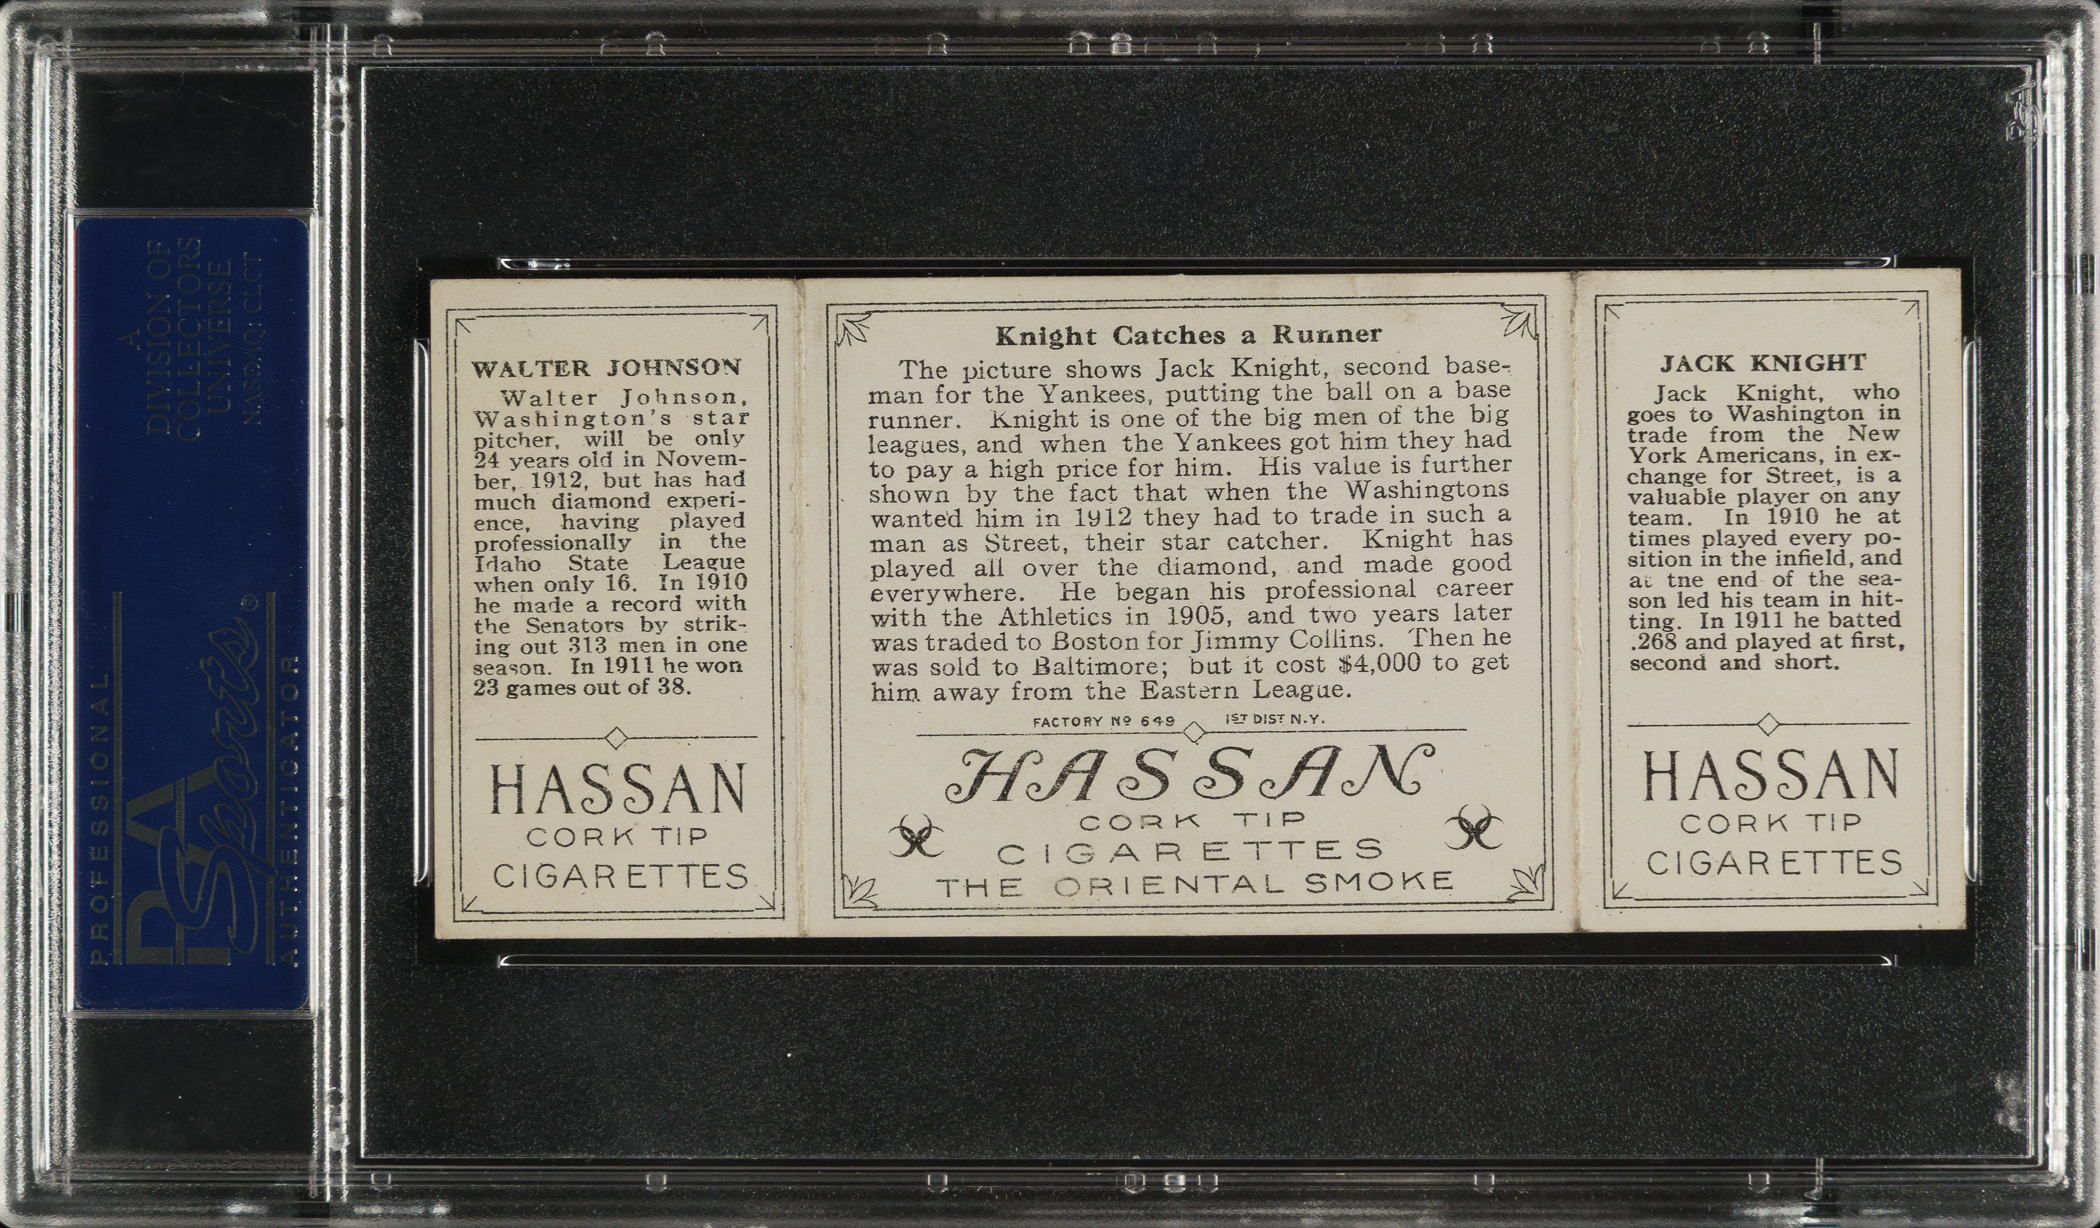 A
DIVISION OF
COLLECTORS
UNIVERSE
NASDAQ: CLCT
PROFESSIONAL
PSA
Sports®
AUTHENTICATOR
WALTER JOHNSON
Walter Johnson,
Washington's star
pitcher, will be only
24 years old in Novem-
ber, 1912, but has had
much diamond experi-
ence, having played
professionally in the
Idaho State League
when only 16. In 1910
he made a record with
the Senators by strik-
ing out 313 men in one
season. In 1911 he won
23 games out of 38.
HASSAN
CORK TIP
CIGARETTES
Knight Catches a Runner
The picture shows Jack Knight, second base-
man for the Yankees, putting the ball on a base
runner. Knight is one of the big men of the big
leagues, and when the Yankees got him they had
to pay a high price for him. His value is further
shown by the fact that when the Washingtons
wanted him in 1912 they had to trade in such a
man as Street, their star catcher. Knight has
played all over the diamond, and made good
everywhere. He began his professional career
with the Athletics in 1905, and two years later
was traded to Boston for Jimmy Collins. Then he
was sold to Baltimore; but it cost $4,000 to get
him away from the Eastern League.
FACTORY Nº 649 1ST DIST N.Y.
HASSAN
CORK TIP
CIGARETTES
THE ORIENTAL SMOKE
JACK KNIGHT
Jack Knight, who
goes to Washington in
trade from the New
York Americans, in ex-
change for Street, is a
valuable player on any
team. In 1910 he at
times played every po-
sition in the infield, and
at the end of the sea-
son led his team in hit-
ting. In 1911 he batted
.268 and played at first,
second and short.
HASSAN
CORK TIP
CIGARETTES
PSA